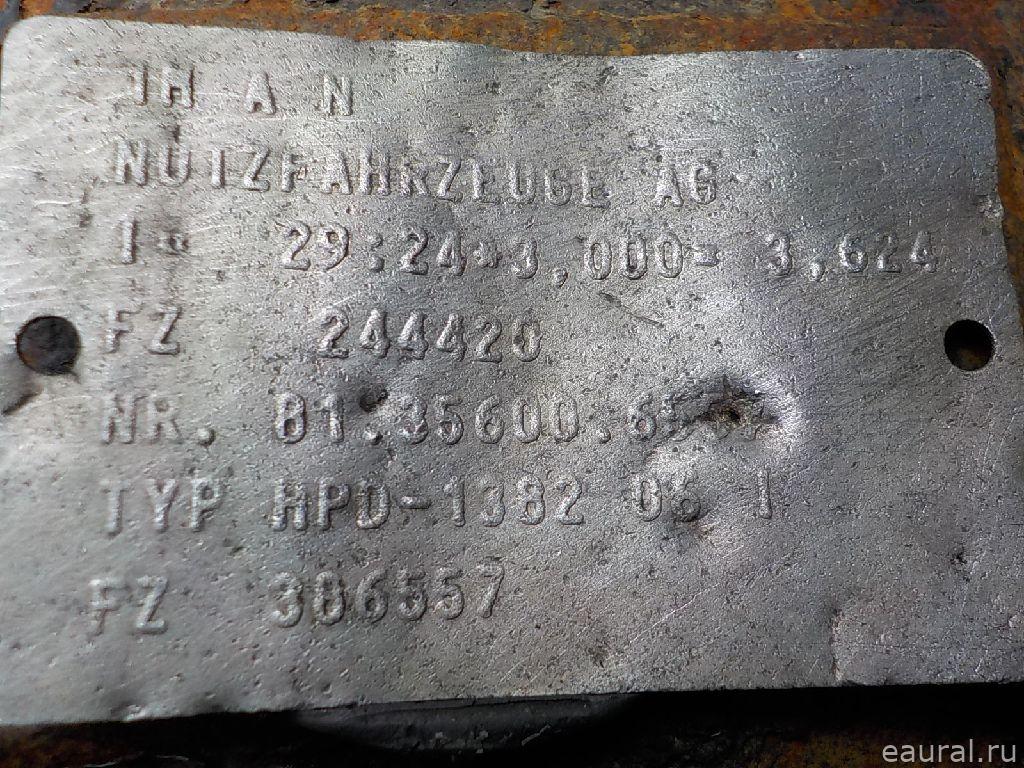 M A N
NUTZFAHRZEUGE AG
I= 29:24*3,000= 3,624
FZ 244420
NR. 81.35600.
TYP HPD-1382 06 I
FZ 386557
eaural.ru